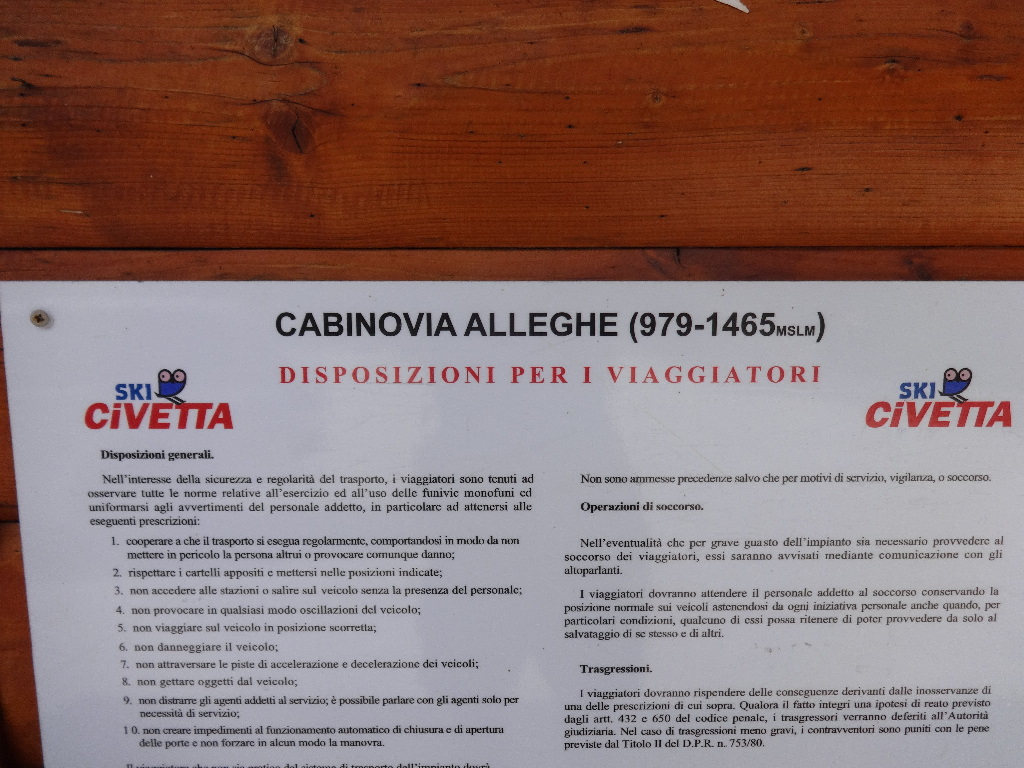 CABINOVIA ALLEGHE (979-1465MSLM)
DISPOSIZIONI PER I VIAGGIATORI
SKI
CiVETTA
SKI
CiVETTA
Disposizioni generali.
Nell'interesse della sicurezza e regolarità del trasporto, i viaggiatori sono tenuti ad
osservare tutte le norme relative all'esercizio ed all'uso delle funivie monofuni ed
uniformarsi agli avvertimenti del personale addetto, in particolare ad attenersi alle
eseguenti prescrizioni:
1. cooperare a che il trasporto si esegua regolarmente, comportandosi in modo da non
mettere in pericolo la persona altrui o provocare comunque danno;
2. rispettare i cartelli appositi e mettersi nelle posizioni indicate;
3. non accedere alle stazioni o salire sul veicolo senza la presenza del personale;
4. non provocare in qualsiasi modo oscillazioni del veicolo;
5. non viaggiare sul veicolo in posizione scorretta;
6. non danneggiare il veicolo;
7. non attraversare le piste di accelerazione e decelerazione dei veicoli;
8. non gettare oggetti dal veicolo;
9. non distrarre gli agenti addetti al servizio; è possibile parlare con gli agenti solo per
necessità di servizio;
10. non creare impedimenti al funzionamento automatico di chiusura e di apertura
delle porte e non forzare in alcun modo la manovra.
Il viaggiatore che non sia pratico del sistema di trasporto dell'impianto dovrà
Non sono ammesse precedenze salvo che per motivi di servizio, vigilanza, o soccorso.
Operazioni di soccorso.
Nell'eventualità che per grave guasto dell'impianto sia necessario provvedere al
soccorso dei viaggiatori, essi saranno avvisati mediante comunicazione con gli
altoparlanti.
I viaggiatori dovranno attendere il personale addetto al soccorso conservando la
posizione normale sui veicoli astenendosi da ogni iniziativa personale anche quando, per
particolari condizioni, qualcuno di essi possa ritenere di poter provvedere da solo al
salvataggio di se stesso e di altri.
Trasgressioni.
I viaggiatori dovranno rispendere delle conseguenze derivanti dalle inosservanze di
una delle prescrizioni di cui sopra. Qualora il fatto integri una ipotesi di reato previsto
dagli artt. 432 e 650 del codice penale, i trasgressori verranno deferiti all'Autorità
giudiziaria. Nel caso di trasgressioni meno gravi, i contravventori sono puniti con le pene
previste dal Titolo II del D.P.R. n. 753/80.